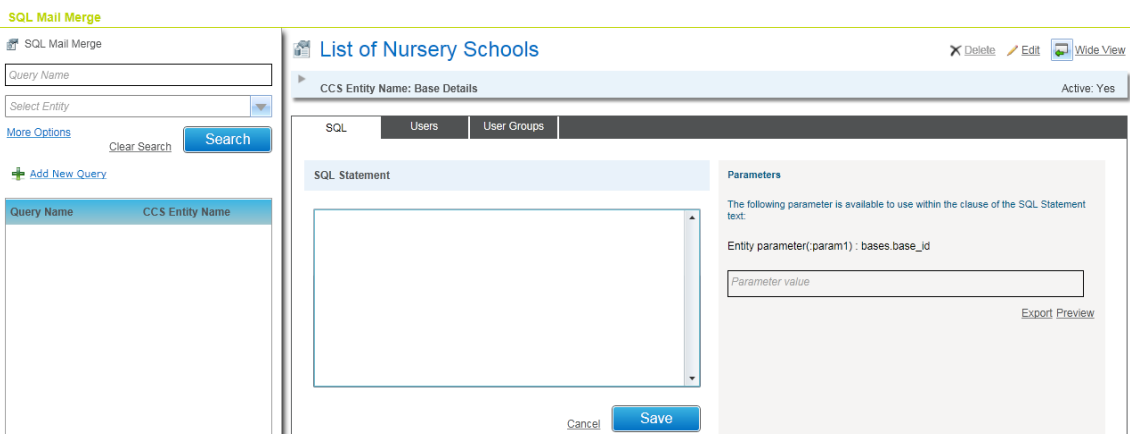 SQL Mail Merge
SQL Mail Merge
Query Name
Select Entity
More Options
Clear Search
Search
Add New Query
Query Name CCS Entity Name
List of Nursery Schools
Delete Edit Wide View
CCS Entity Name: Base Details Active: Yes
SQL Users User Groups
SQL Statement
Cancel Save
Parameters
The following parameter is available to use within the clause of the SQL Statement
text:
Entity parameter(:param1) : bases.base_id
Parameter value
Export Preview